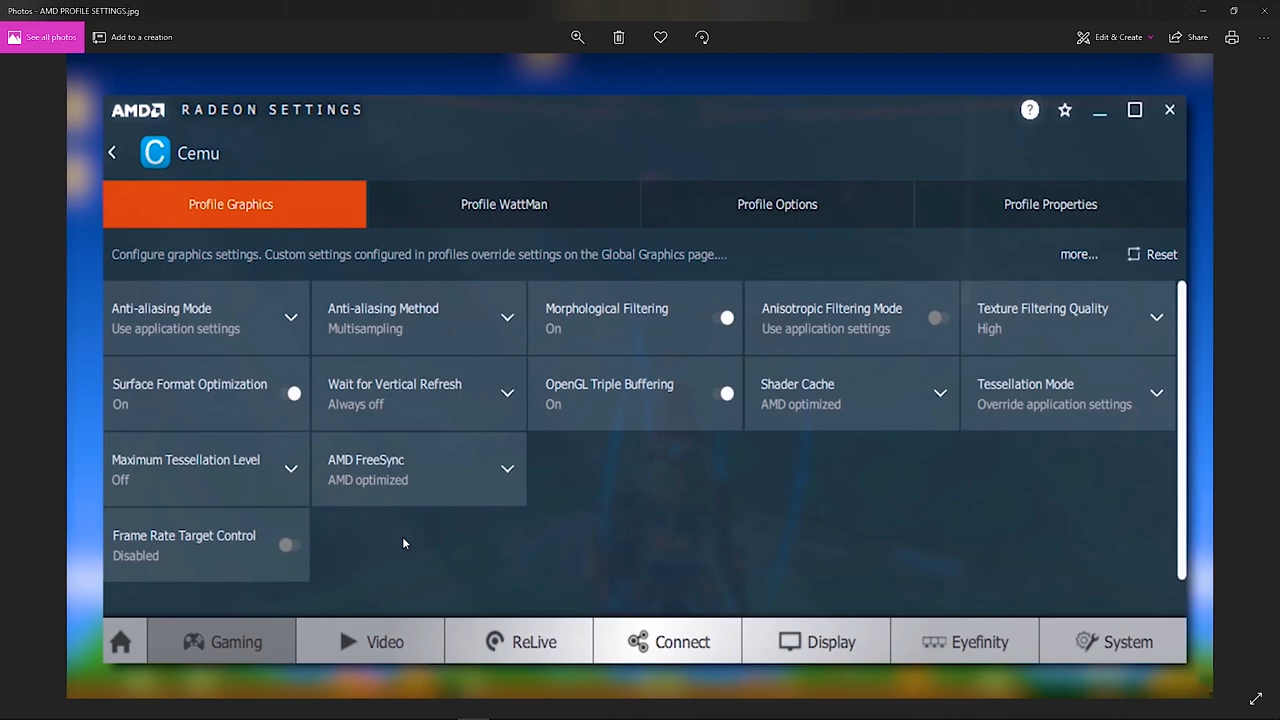 Photos - AMD PROFILE SETTINGS.jpg
See all photos
Add to a creation
Edit & Create
Share
AMD RADEON SETTINGS
?
C Cemu
Profile Graphics
Profile WattMan
Profile Options
Profile Properties
Configure graphics settings. Custom settings configured in profiles override settings on the Global Graphics page....
more...
Reset
Anti-aliasing Mode
Use application settings
Anti-aliasing Method
Multisampling
Morphological Filtering
On
Anisotropic Filtering Mode
Use application settings
Texture Filtering Quality
High
Surface Format Optimization
On
Wait for Vertical Refresh
Always off
OpenGL Triple Buffering
On
Shader Cache
AMD optimized
Tessellation Mode
Override application settings
Maximum Tessellation Level
Off
AMD FreeSync
AMD optimized
Frame Rate Target Control
Disabled
Gaming
Video
ReLive
Connect
Display
Eyefinity
System